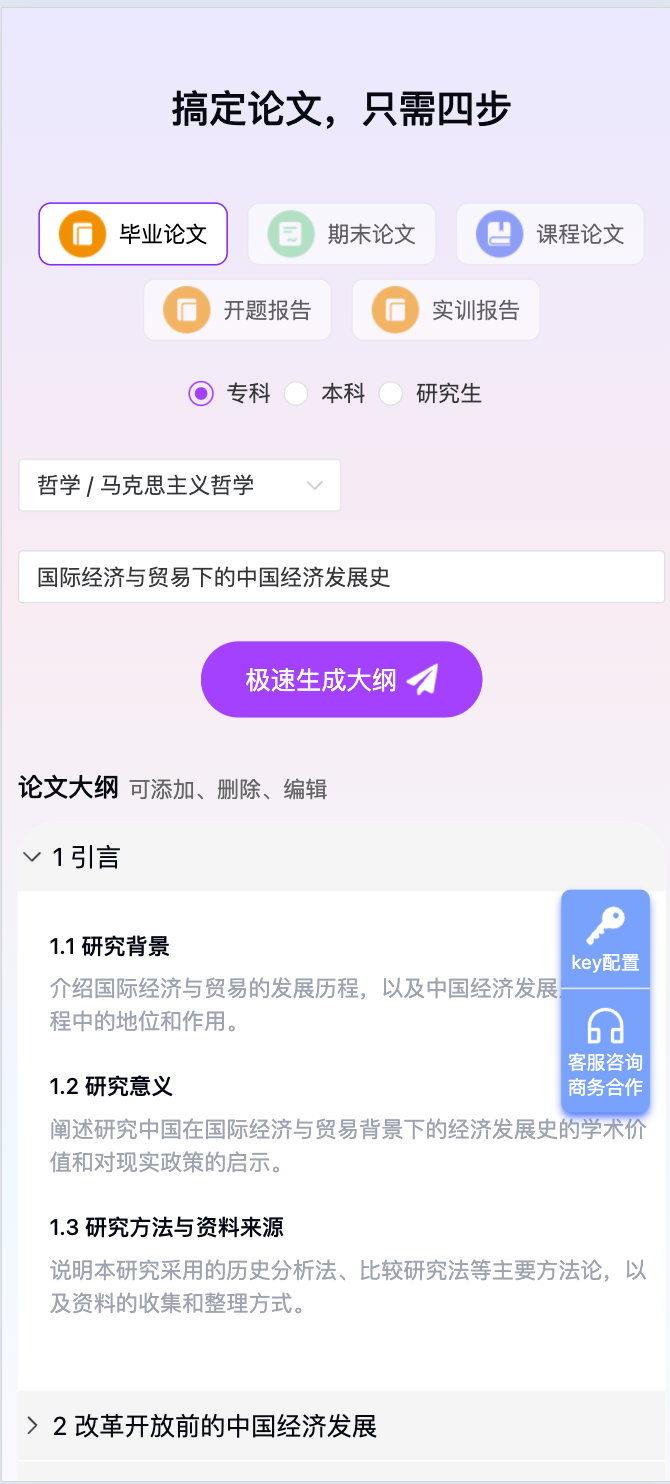 搞定论文，只需四步
毕业论文
期末论文
课程论文
开题报告
实训报告
专科 本科 研究生
哲学 / 马克思主义哲学
国际经济与贸易下的中国经济发展史
极速生成大纲
论文大纲 可添加、删除、编辑
1 引言
1.1 研究背景
介绍国际经济与贸易的发展历程，以及中国经济发展
程中的地位和作用。
1.2 研究意义
阐述研究中国在国际经济与贸易背景下的经济发展史的学术价
值和对现实政策的启示。
1.3 研究方法与资料来源
说明本研究采用的历史分析法、比较研究法等主要方法论，以
及资料的收集和整理方式。
2 改革开放前的中国经济发展
key配置
客服咨询
商务合作